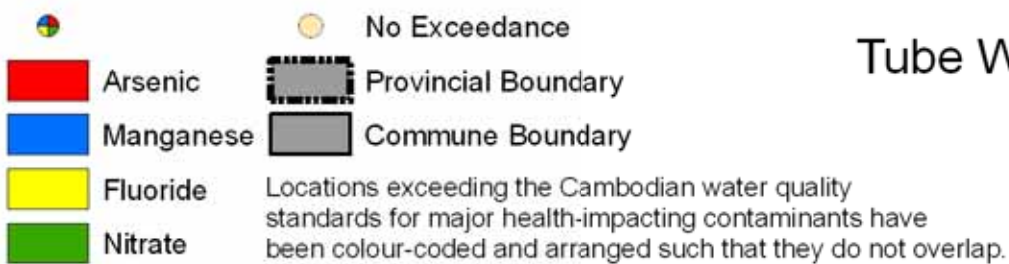 No Exceedance
Tube W
Arsenic
Provincial Boundary
Manganese
Commune Boundary
Fluoride
Nitrate
Locations exceeding the Cambodian water quality
standards for major health-impacting contaminants have
been colour-coded and arranged such that they do not overlap.